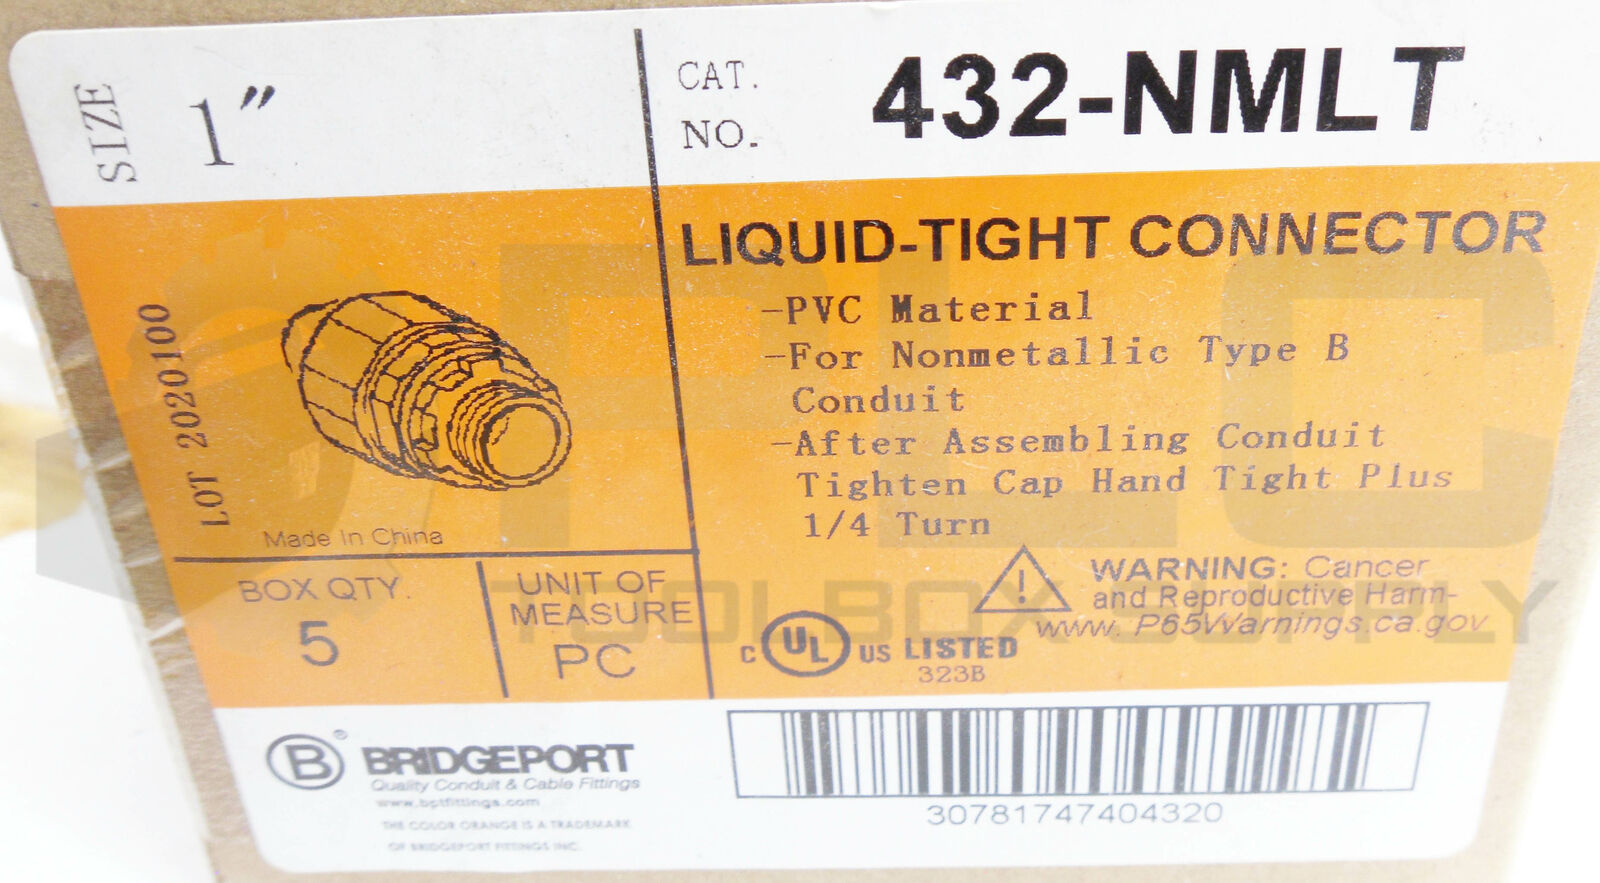 SIZE 1"
CAT. NO. 432-NMLT
LIQUID-TIGHT CONNECTOR
-PVC Material
-For Nonmetallic Type B
Conduit
-After Assembling Conduit
Tighten Cap Hand Tight Plus
1/4 Turn
LOT 2020100
Made In China
BOX QTY.
5
UNIT OF
MEASURE
PC
WARNING: Cancer
and Reproductive Harm-
www.P65Warnings.ca.gov
C UL US LISTED
323B
B ® BRIDGEPORT
Quality Conduit & Cable Fittings
www.bptfittings.com
THE COLOR ORANGE IS A TRADEMARK
OF BRIDGEPORT FITTINGS INC.
30781747404320
PLC
TOOLBOX SUPPLY